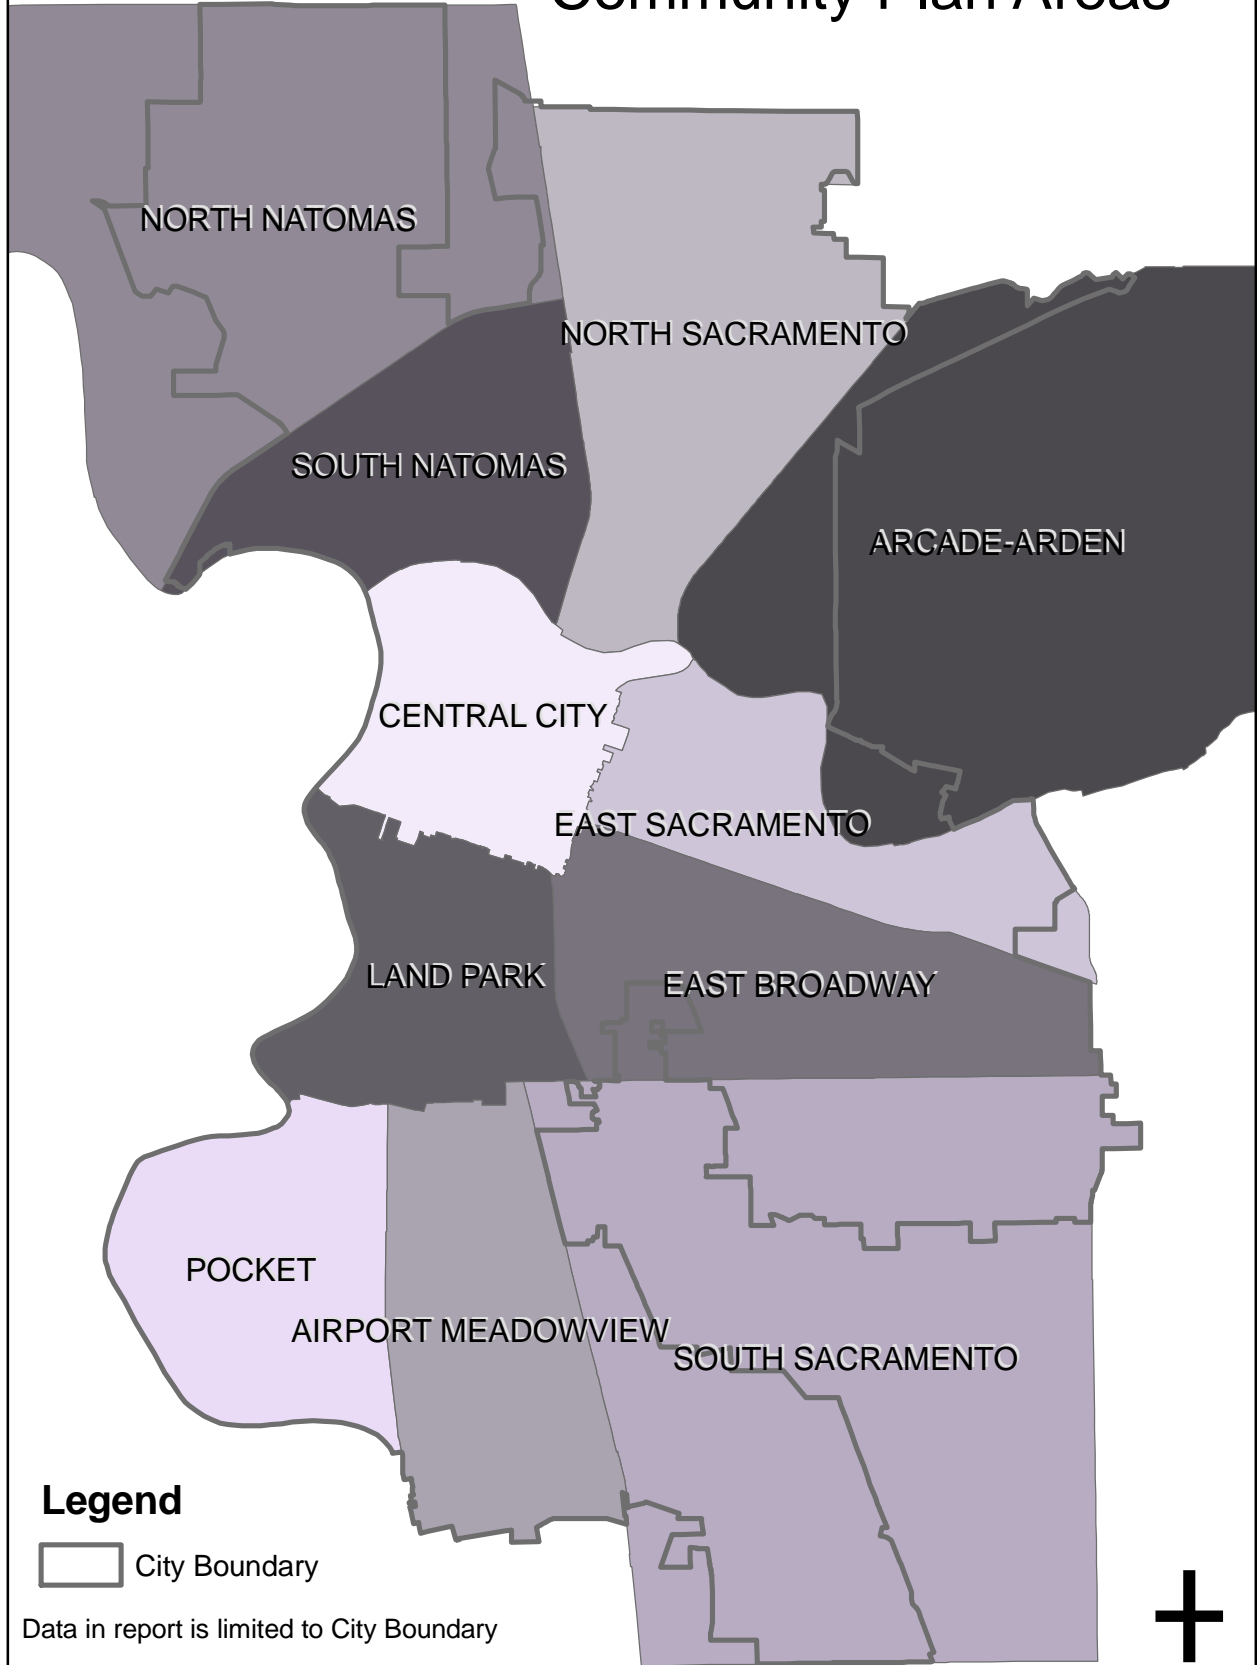 Community Plan Areas
NORTH NATOMAS
NORTH SACRAMENTO
SOUTH NATOMAS
ARCADE-ARDEN
CENTRAL CITY
EAST SACRAMENTO
LAND PARK
EAST BROADWAY
POCKET
AIRPORT MEADOWVIEW
SOUTH SACRAMENTO
Legend
City Boundary
Data in report is limited to City Boundary